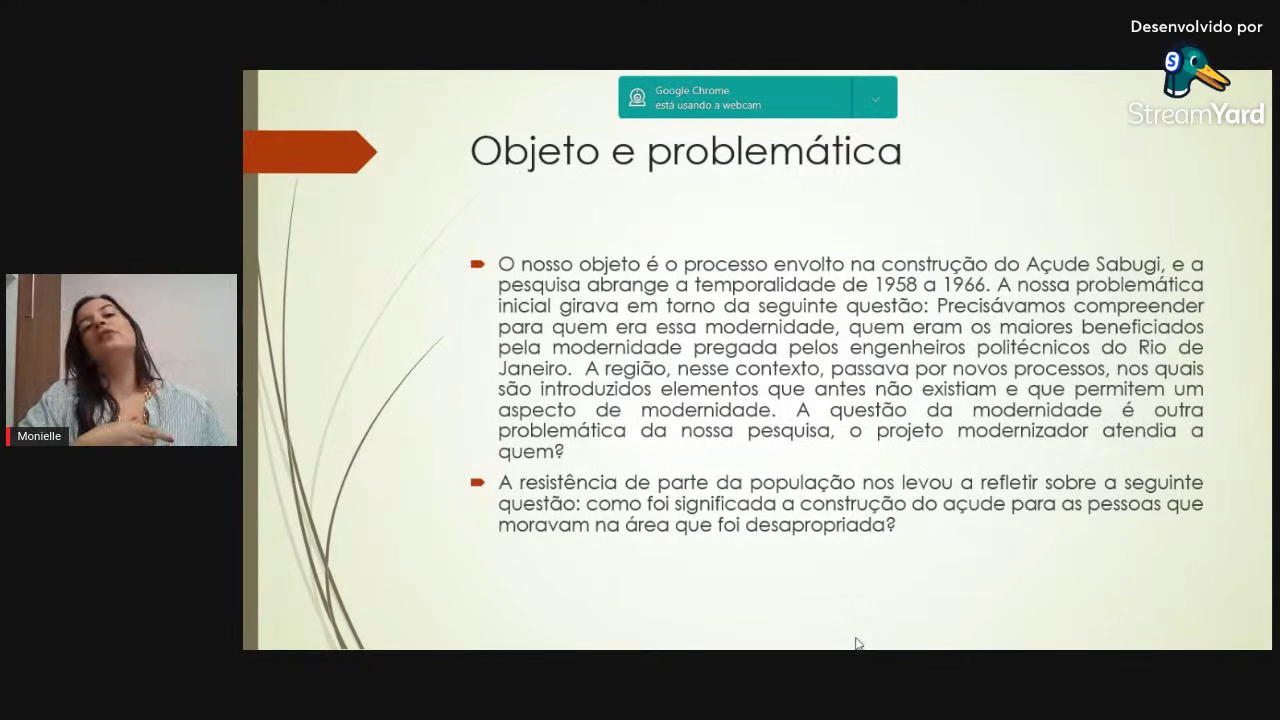 Desenvolvido por
StreamYard
Google Chrome
está usando a webcam
Objeto e problemática
O nosso objeto é o processo envolto na construção do Açude Sabugi, e a
pesquisa abrange a temporalidade de 1958 a 1966. A nossa problemática
inicial girava em torno da seguinte questão: Precisávamos compreender
para quem era essa modernidade, quem eram os maiores beneficiados
pela modernidade pregada pelos engenheiros politécnicos do Rio de
Janeiro. A região, nesse contexto, passava por novos processos, nos quais
são introduzidos elementos que antes não existiam e que permitem um
aspecto de modernidade. A questão da modernidade é outra
problemática da nossa pesquisa, o projeto modernizador atendia a
quem?
A resistência de parte da população nos levou a refletir sobre a seguinte
questão: como foi significada a construção do açude para as pessoas que
moravam na área que foi desapropriada?
Monielle